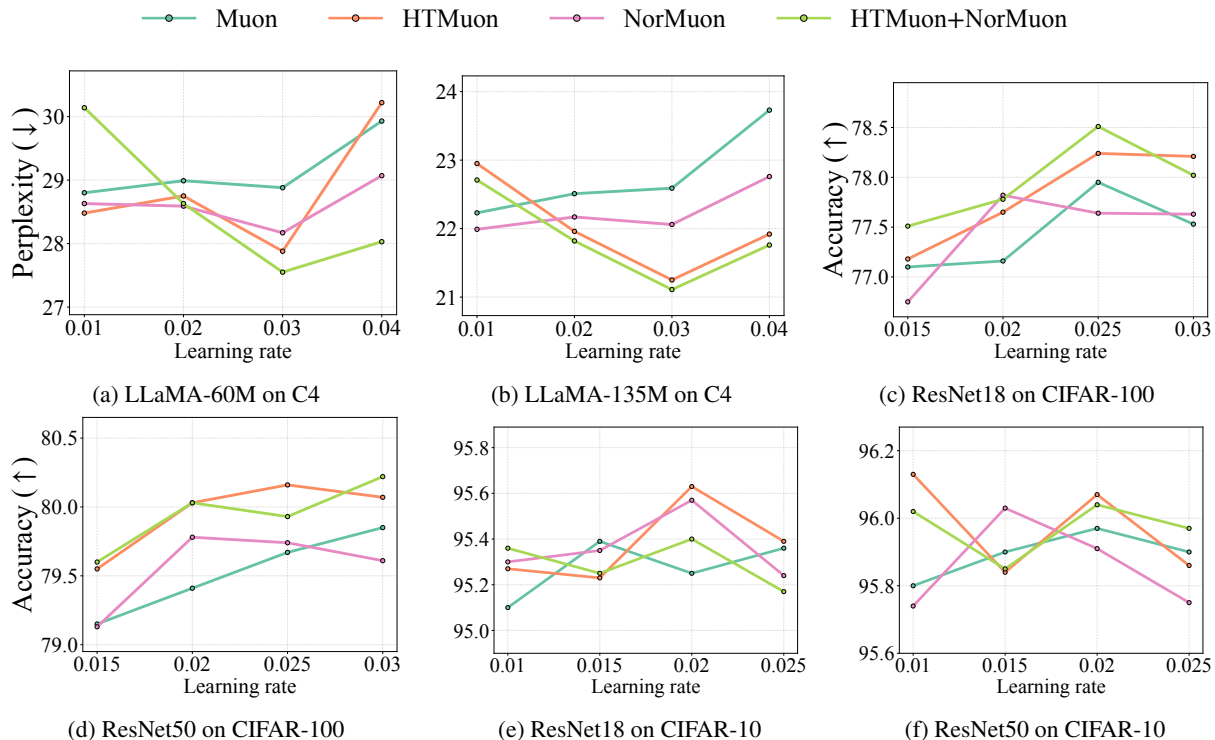 Muon HTMuon NorMuon HTMuon+NorMuon
Perplexity (↓)
30
29
28
27
0.01 0.02 0.03 0.04
Learning rate
(a) LLaMA-60M on C4
24
23
22
21
0.01 0.02 0.03 0.04
Learning rate
(b) LLaMA-135M on C4
Accuracy (↑)
78.5
78.0
77.5
77.0
0.015 0.02 0.025 0.03
Learning rate
(c) ResNet18 on CIFAR-100
Accuracy (↑)
80.5
80.0
79.5
79.0
0.015 0.02 0.025 0.03
Learning rate
(d) ResNet50 on CIFAR-100
95.8
95.6
95.4
95.2
95.0
0.01 0.015 0.02 0.025
Learning rate
(e) ResNet18 on CIFAR-10
96.2
96.0
95.8
95.6
0.01 0.015 0.02 0.025
Learning rate
(f) ResNet50 on CIFAR-10